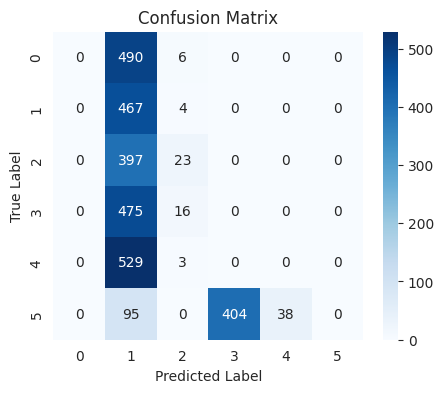 Confusion Matrix
True Label
0 0 490 6 0 0 0
1 0 467 4 0 0 0
2 0 397 23 0 0 0
3 0 475 16 0 0 0
4 0 529 3 0 0 0
5 0 95 0 404 38 0
0 1 2 3 4 5
Predicted Label
500
400
300
200
100
0